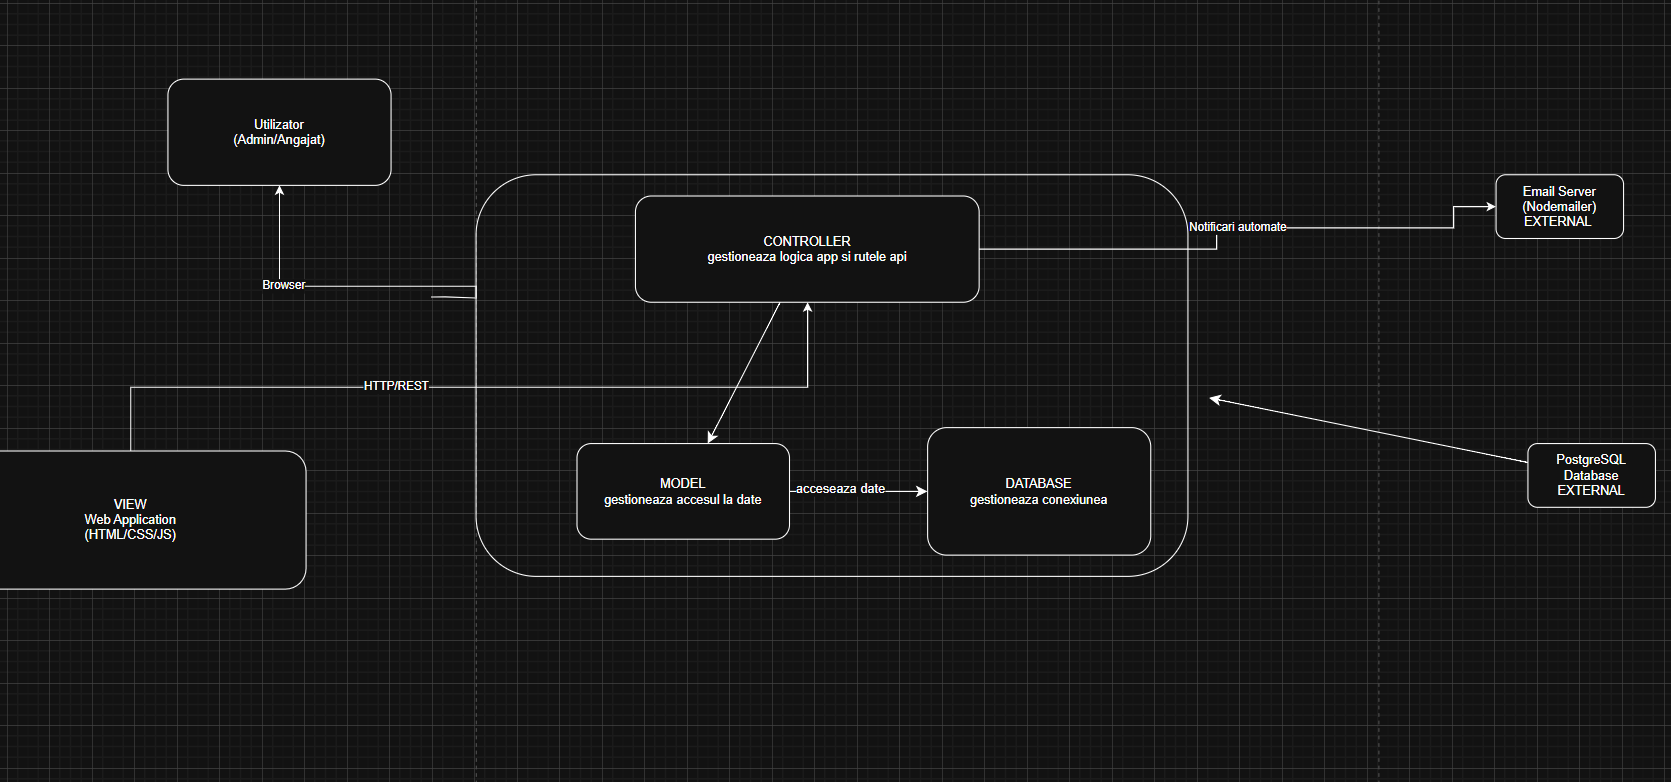 Utilizator
(Admin/Angajat)
Browser
CONTROLLER
gestioneaza logica app si rutele api
Notificari automate
Email Server
(Nodemailer)
EXTERNAL
HTTP/REST
VIEW
Web Application
(HTML/CSS/JS)
MODEL
gestioneaza accesul la date
acceseaza date
DATABASE
gestioneaza conexiunea
PostgreSQL
Database
EXTERNAL